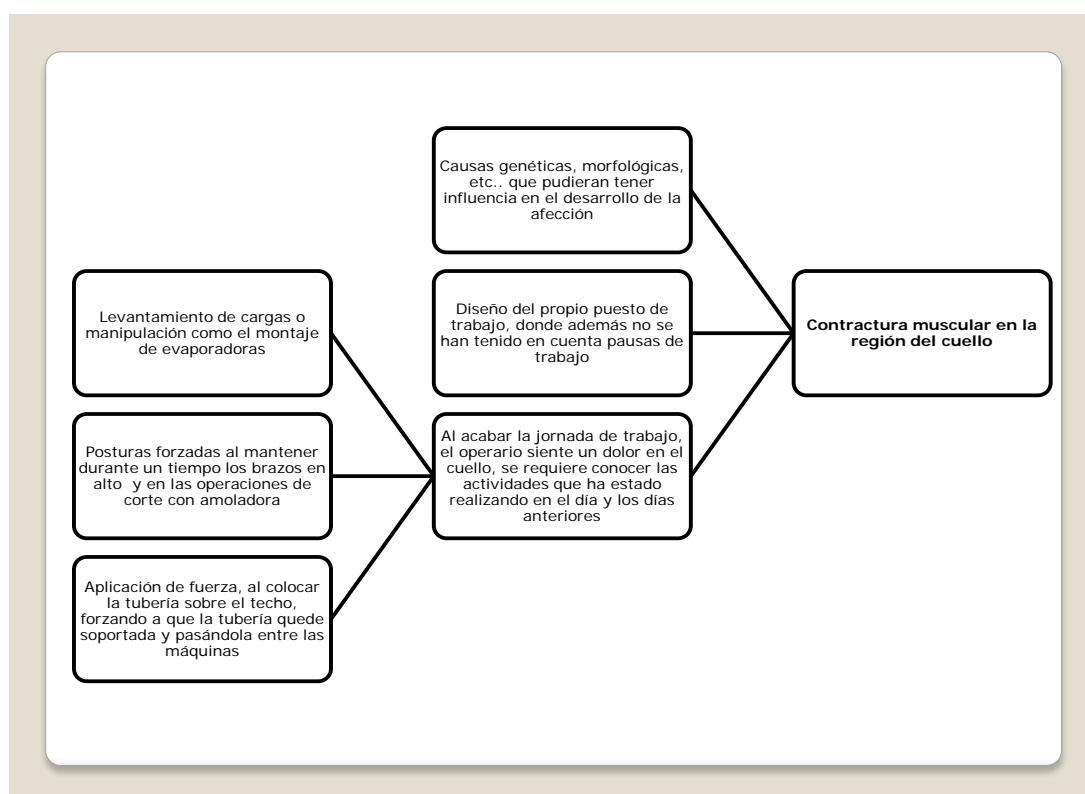 Causas genéticas, morfológicas,
etc.. que pudieran tener
influencia en el desarrollo de la
afección
Levantamiento de cargas o
manipulación como el montaje
de evaporadoras
Diseño del propio puesto de
trabajo, donde además no se
han tenido en cuenta pausas de
trabajo
Contractura muscular en la
región del cuello
Posturas forzadas al mantener
durante un tiempo los brazos en
alto y en las operaciones de
corte con amoladora
Al acabar la jornada de trabajo,
el operario siente un dolor en el
cuello, se requiere conocer las
actividades que ha estado
realizando en el día y los días
anteriores
Aplicación de fuerza, al colocar
la tubería sobre el techo,
forzando a que la tubería quede
soportada y pasándola entre las
máquinas